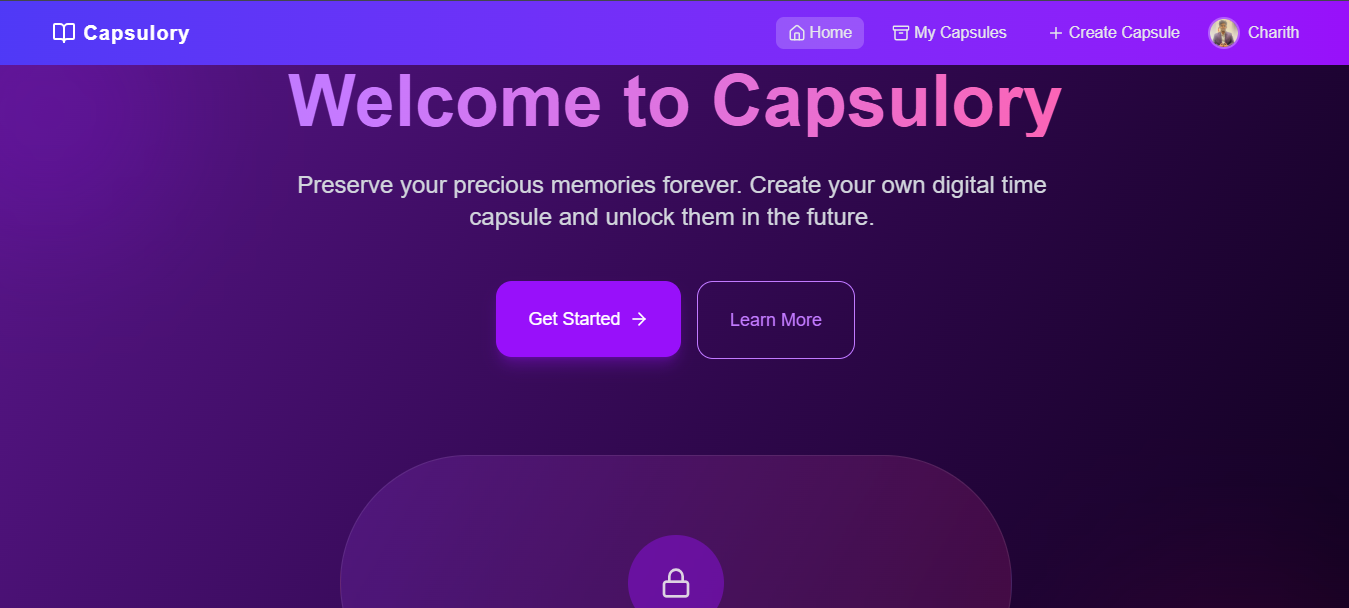 Capsulory
Home
My Capsules
Create Capsule
Charith
Welcome to Capsulory
Preserve your precious memories forever. Create your own digital time
capsule and unlock them in the future.
Get Started
Learn More